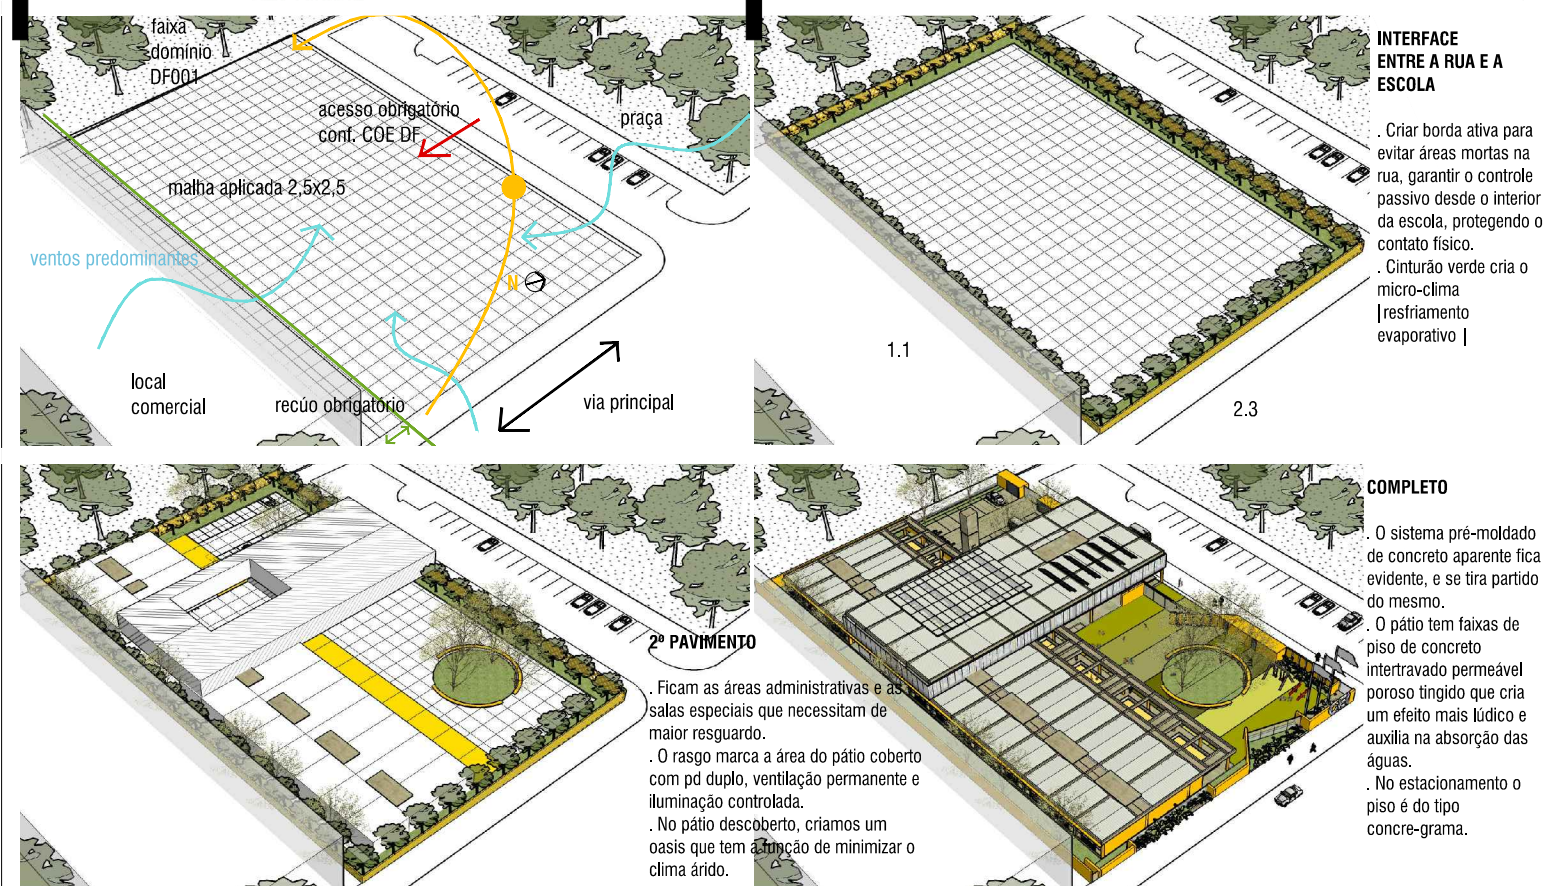 faixa
domínio
DF001
acesso obrigatório
conf. COE DF
praça
malha aplicada 2,5x2,5
ventos predominantes
N
local
comercial
recúo obrigatório
via principal
1.1
2.3
INTERFACE
ENTRE A RUA E A
ESCOLA
. Criar borda ativa para
evitar áreas mortas na
rua, garantir o controle
passivo desde o interior
da escola, protegendo o
contato físico.
. Cinturão verde cria o
micro-clima
|resfriamento
evaporativo |
2º PAVIMENTO
. Ficam as áreas administrativas e as
salas especiais que necessitam de
maior resguardo.
. O rasgo marca a área do pátio coberto
com pd duplo, ventilação permanente e
iluminação controlada.
. No pátio descoberto, criamos um
oasis que tem a função de minimizar o
clima árido.
COMPLETO
. O sistema pré-moldado
de concreto aparente fica
evidente, e se tira partido
do mesmo.
. O pátio tem faixas de
piso de concreto
intertravado permeável
poroso tingido que cria
um efeito mais lúdico e
auxilia na absorção das
águas.
. No estacionamento o
piso é do tipo
concre-grama.